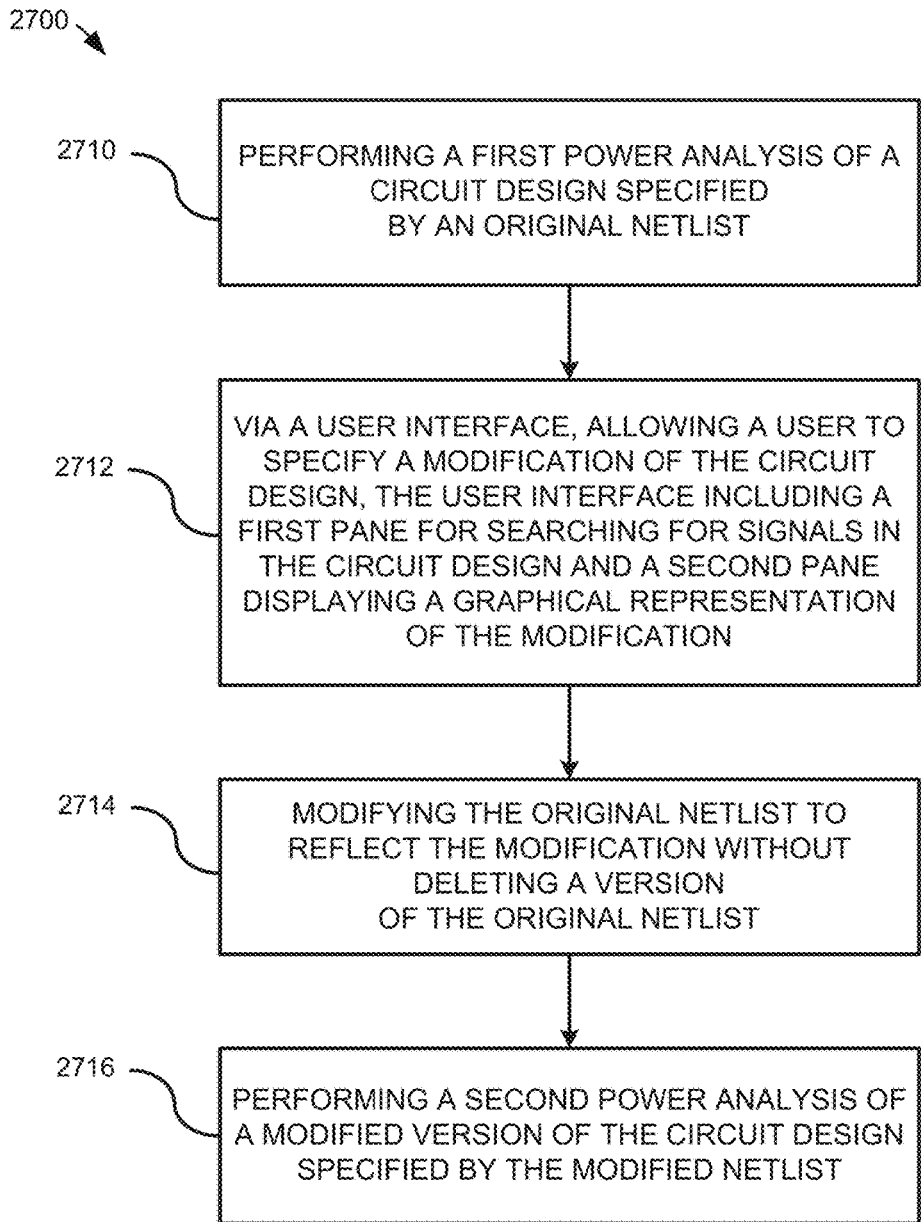 2700
2710
PERFORMING A FIRST POWER ANALYSIS OF A
CIRCUIT DESIGN SPECIFIED
BY AN ORIGINAL NETLIST
2712
VIA A USER INTERFACE, ALLOWING A USER TO
SPECIFY A MODIFICATION OF THE CIRCUIT
DESIGN, THE USER INTERFACE INCLUDING A
FIRST PANE FOR SEARCHING FOR SIGNALS IN
THE CIRCUIT DESIGN AND A SECOND PANE
DISPLAYING A GRAPHICAL REPRESENTATION
OF THE MODIFICATION
2714
MODIFYING THE ORIGINAL NETLIST TO
REFLECT THE MODIFICATION WITHOUT
DELETING A VERSION
OF THE ORIGINAL NETLIST
2716
PERFORMING A SECOND POWER ANALYSIS OF
A MODIFIED VERSION OF THE CIRCUIT DESIGN
SPECIFIED BY THE MODIFIED NETLIST